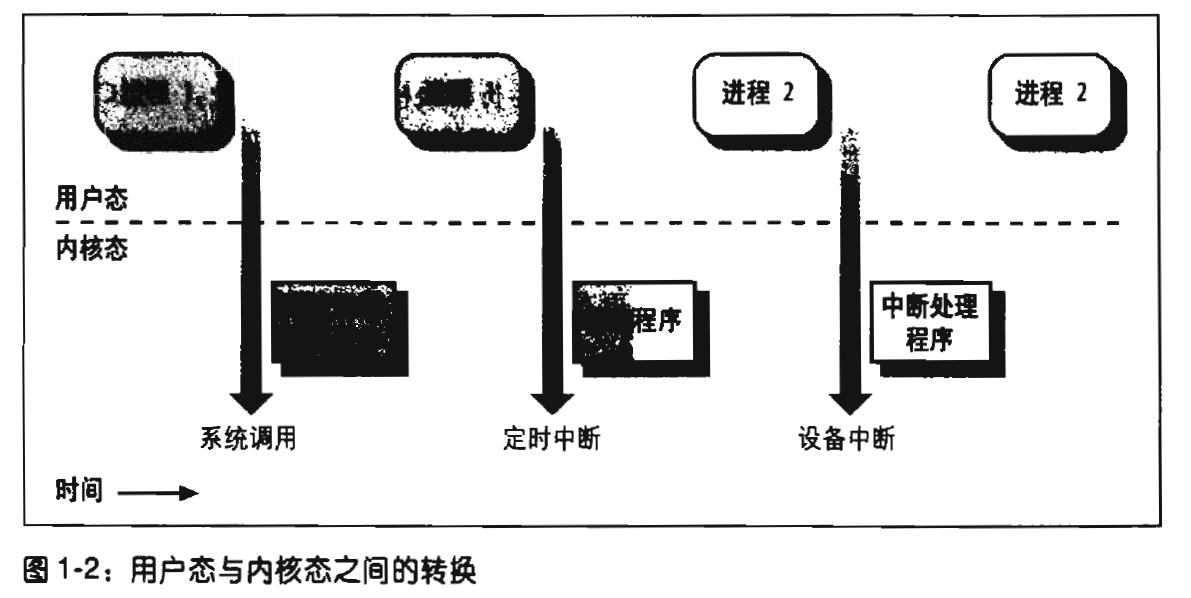 进程 2
进程 2
用户态
内核态
程序
中断处理
程序
系统调用
定时中断
设备中断
时间
图 1-2：用户态与内核态之间的转换